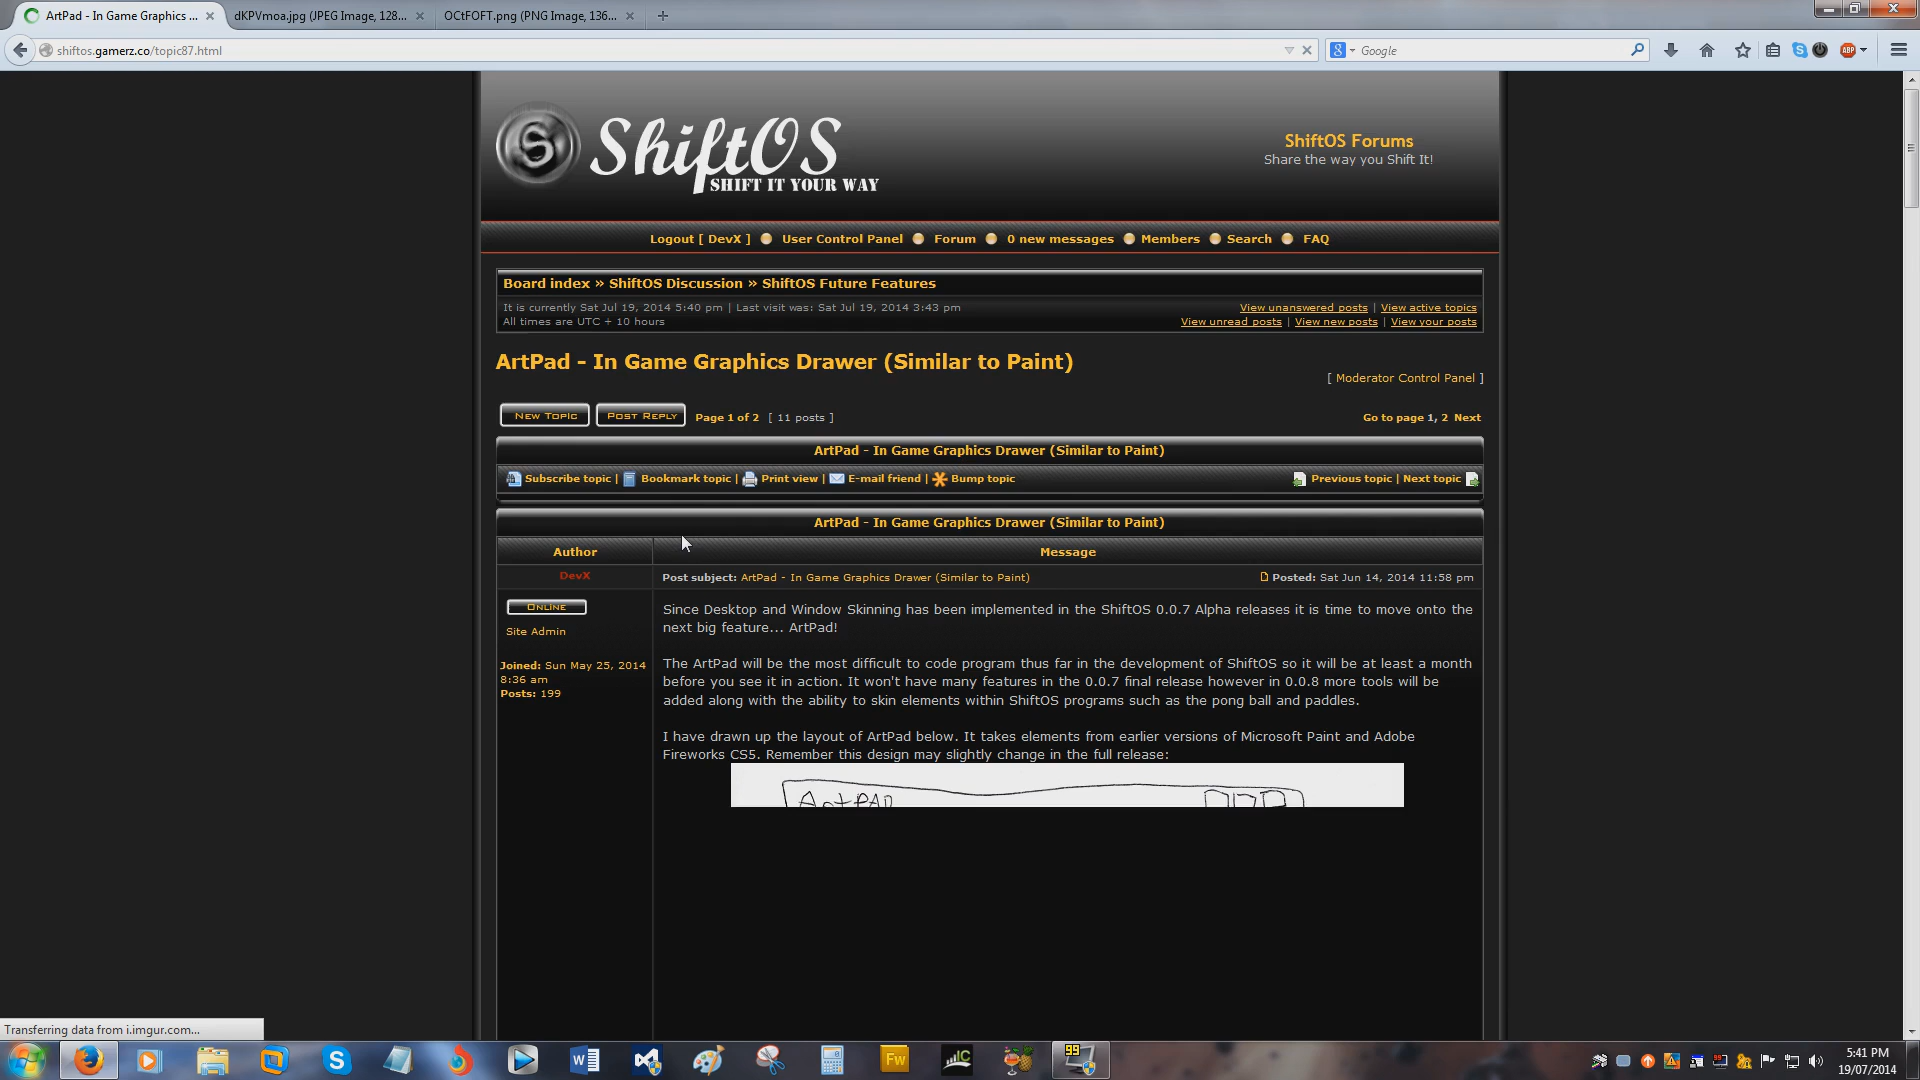 ArtPad - In Game Graphics ...
dKPVmoa.jpg (JPEG Image, 128...
OCtFOFT.png (PNG Image, 136...
shiftos.gamerz.co/topic87.html
Google
ShiftOS
SHIFT IT YOUR WAY
ShiftOS Forums
Share the way you Shift It!
Logout [ DevX ] User Control Panel Forum 0 new messages Members Search FAQ
Board index » ShiftOS Discussion » ShiftOS Future Features
It is currently Sat Jul 19, 2014 5:40 pm | Last visit was: Sat Jul 19, 2014 3:43 pm
All times are UTC + 10 hours
View unanswered posts | View active topics
View unread posts | View new posts | View your posts
ArtPad - In Game Graphics Drawer (Similar to Paint)
[ Moderator Control Panel ]
New Topic Post Reply Page 1 of 2 [ 11 posts ]
Go to page 1, 2 Next
ArtPad - In Game Graphics Drawer (Similar to Paint)
Subscribe topic | Bookmark topic | Print view | E-mail friend | Bump topic
Previous topic | Next topic
ArtPad - In Game Graphics Drawer (Similar to Paint)
Author Message
DevX
Post subject: ArtPad - In Game Graphics Drawer (Similar to Paint)
Posted: Sat Jun 14, 2014 11:58 pm
Online
Site Admin
Joined: Sun May 25, 2014
8:36 am
Posts: 199
Since Desktop and Window Skinning has been implemented in the ShiftOS 0.0.7 Alpha releases it is time to move onto the
next big feature... ArtPad!
The ArtPad will be the most difficult to code program thus far in the development of ShiftOS so it will be at least a month
before you see it in action. It won't have many features in the 0.0.7 final release however in 0.0.8 more tools will be
added along with the ability to skin elements within ShiftOS programs such as the pong ball and paddles.
I have drawn up the layout of ArtPad below. It takes elements from earlier versions of Microsoft Paint and Adobe
Fireworks CS5. Remember this design may slightly change in the full release:
ArtPAD
Transferring data from i.imgur.com...
5:41 PM
19/07/2014